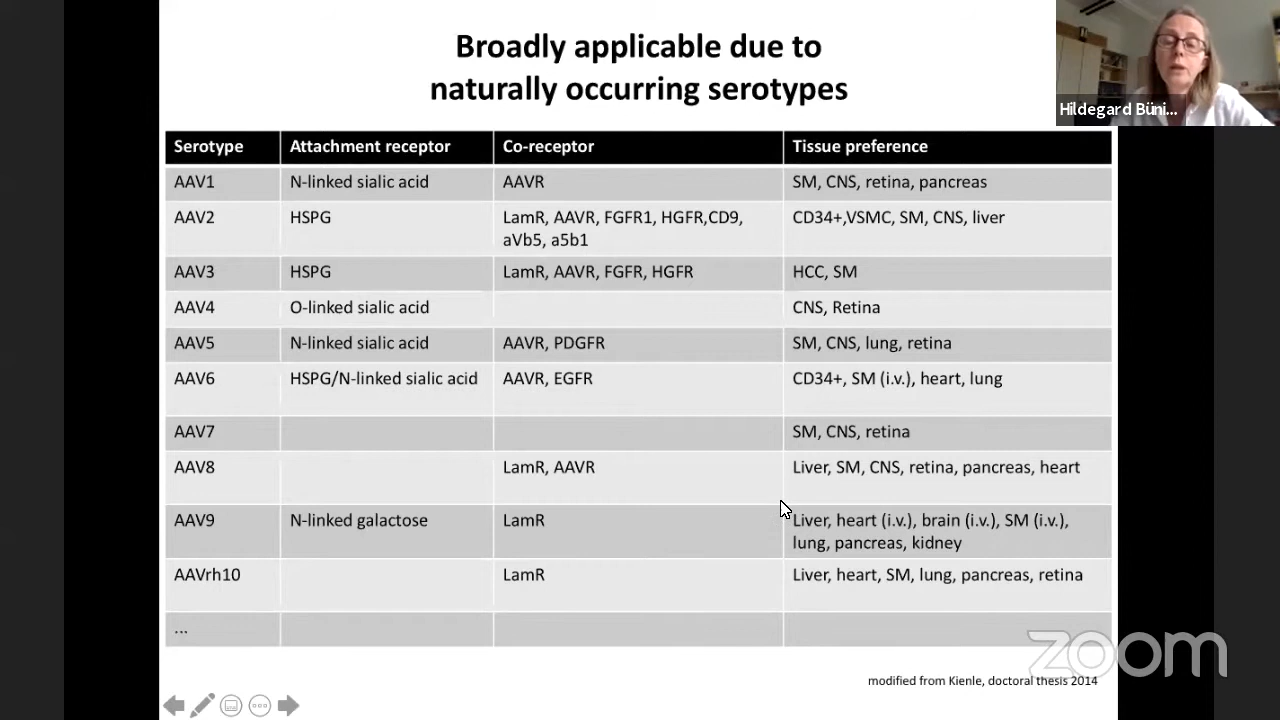 Broadly applicable due to
naturally occurring serotypes
Hildegard Büni...
Serotype Attachment receptor Co-receptor Tissue preference
AAV1 N-linked sialic acid AAVR SM, CNS, retina, pancreas
AAV2 HSPG LamR, AAVR, FGFR1, HGFR,CD9, CD34+,VSMC, SM, CNS, liver
aVb5, a5b1
AAV3 HSPG LamR, AAVR, FGFR, HGFR HCC, SM
AAV4 O-linked sialic acid CNS, Retina
AAV5 N-linked sialic acid AAVR, PDGFR SM, CNS, lung, retina
AAV6 HSPG/N-linked sialic acid AAVR, EGFR CD34+, SM (i.v.), heart, lung
AAV7 SM, CNS, retina
AAV8 LamR, AAVR Liver, SM, CNS, retina, pancreas, heart
AAV9 N-linked galactose LamR Liver, heart (i.v.), brain (i.v.), SM (i.v.),
lung, pancreas, kidney
AAVrh10 LamR Liver, heart, SM, lung, pancreas, retina
...
zoom
modified from Kienle, doctoral thesis 2014